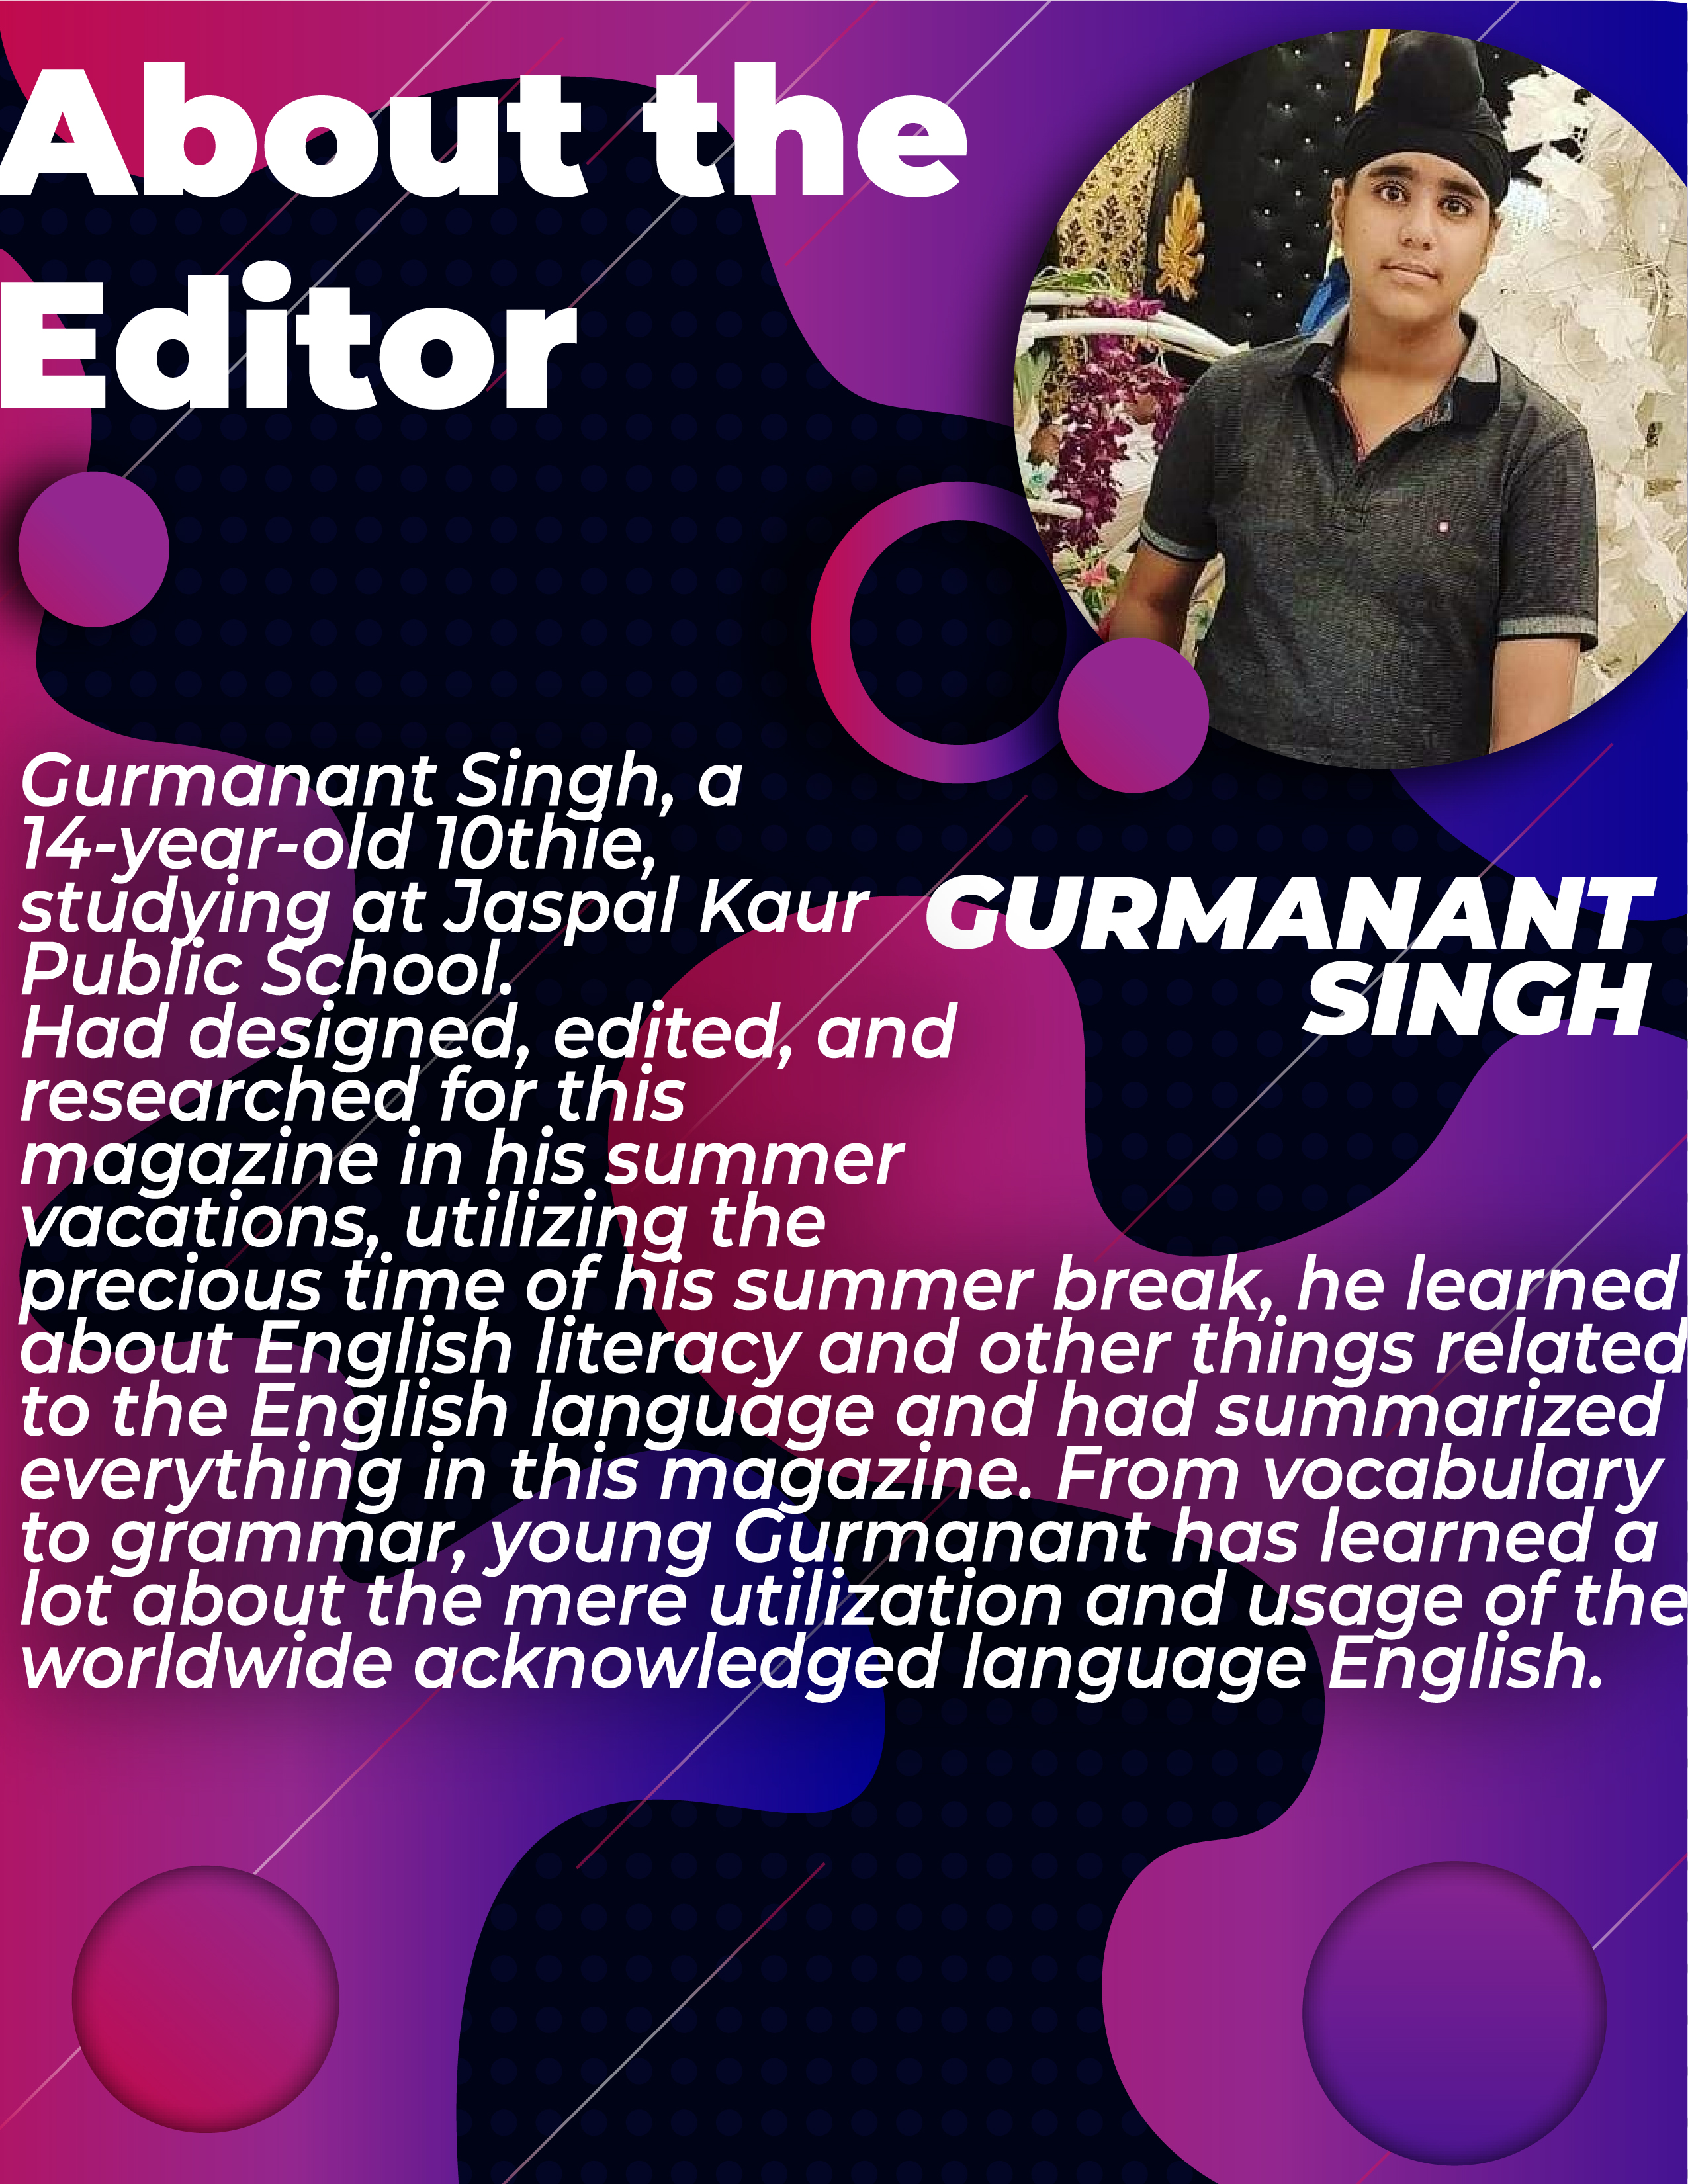 About the
Editor
Gurmanant Singh, a
14-year-old 10thie,
studying at Jaspal Kaur
Public School.
Had designed, edited, and
researched for this
magazine in his summer
vacations, utilizing the
precious time of his summer break, he learned
about English literacy and other things related
to the English language and had summarized
everything in this magazine. From vocabulary
to grammar, young Gurmanant has learned a
lot about the mere utilization and usage of the
worldwide acknowledged language English.
GURMANANT
SINGH